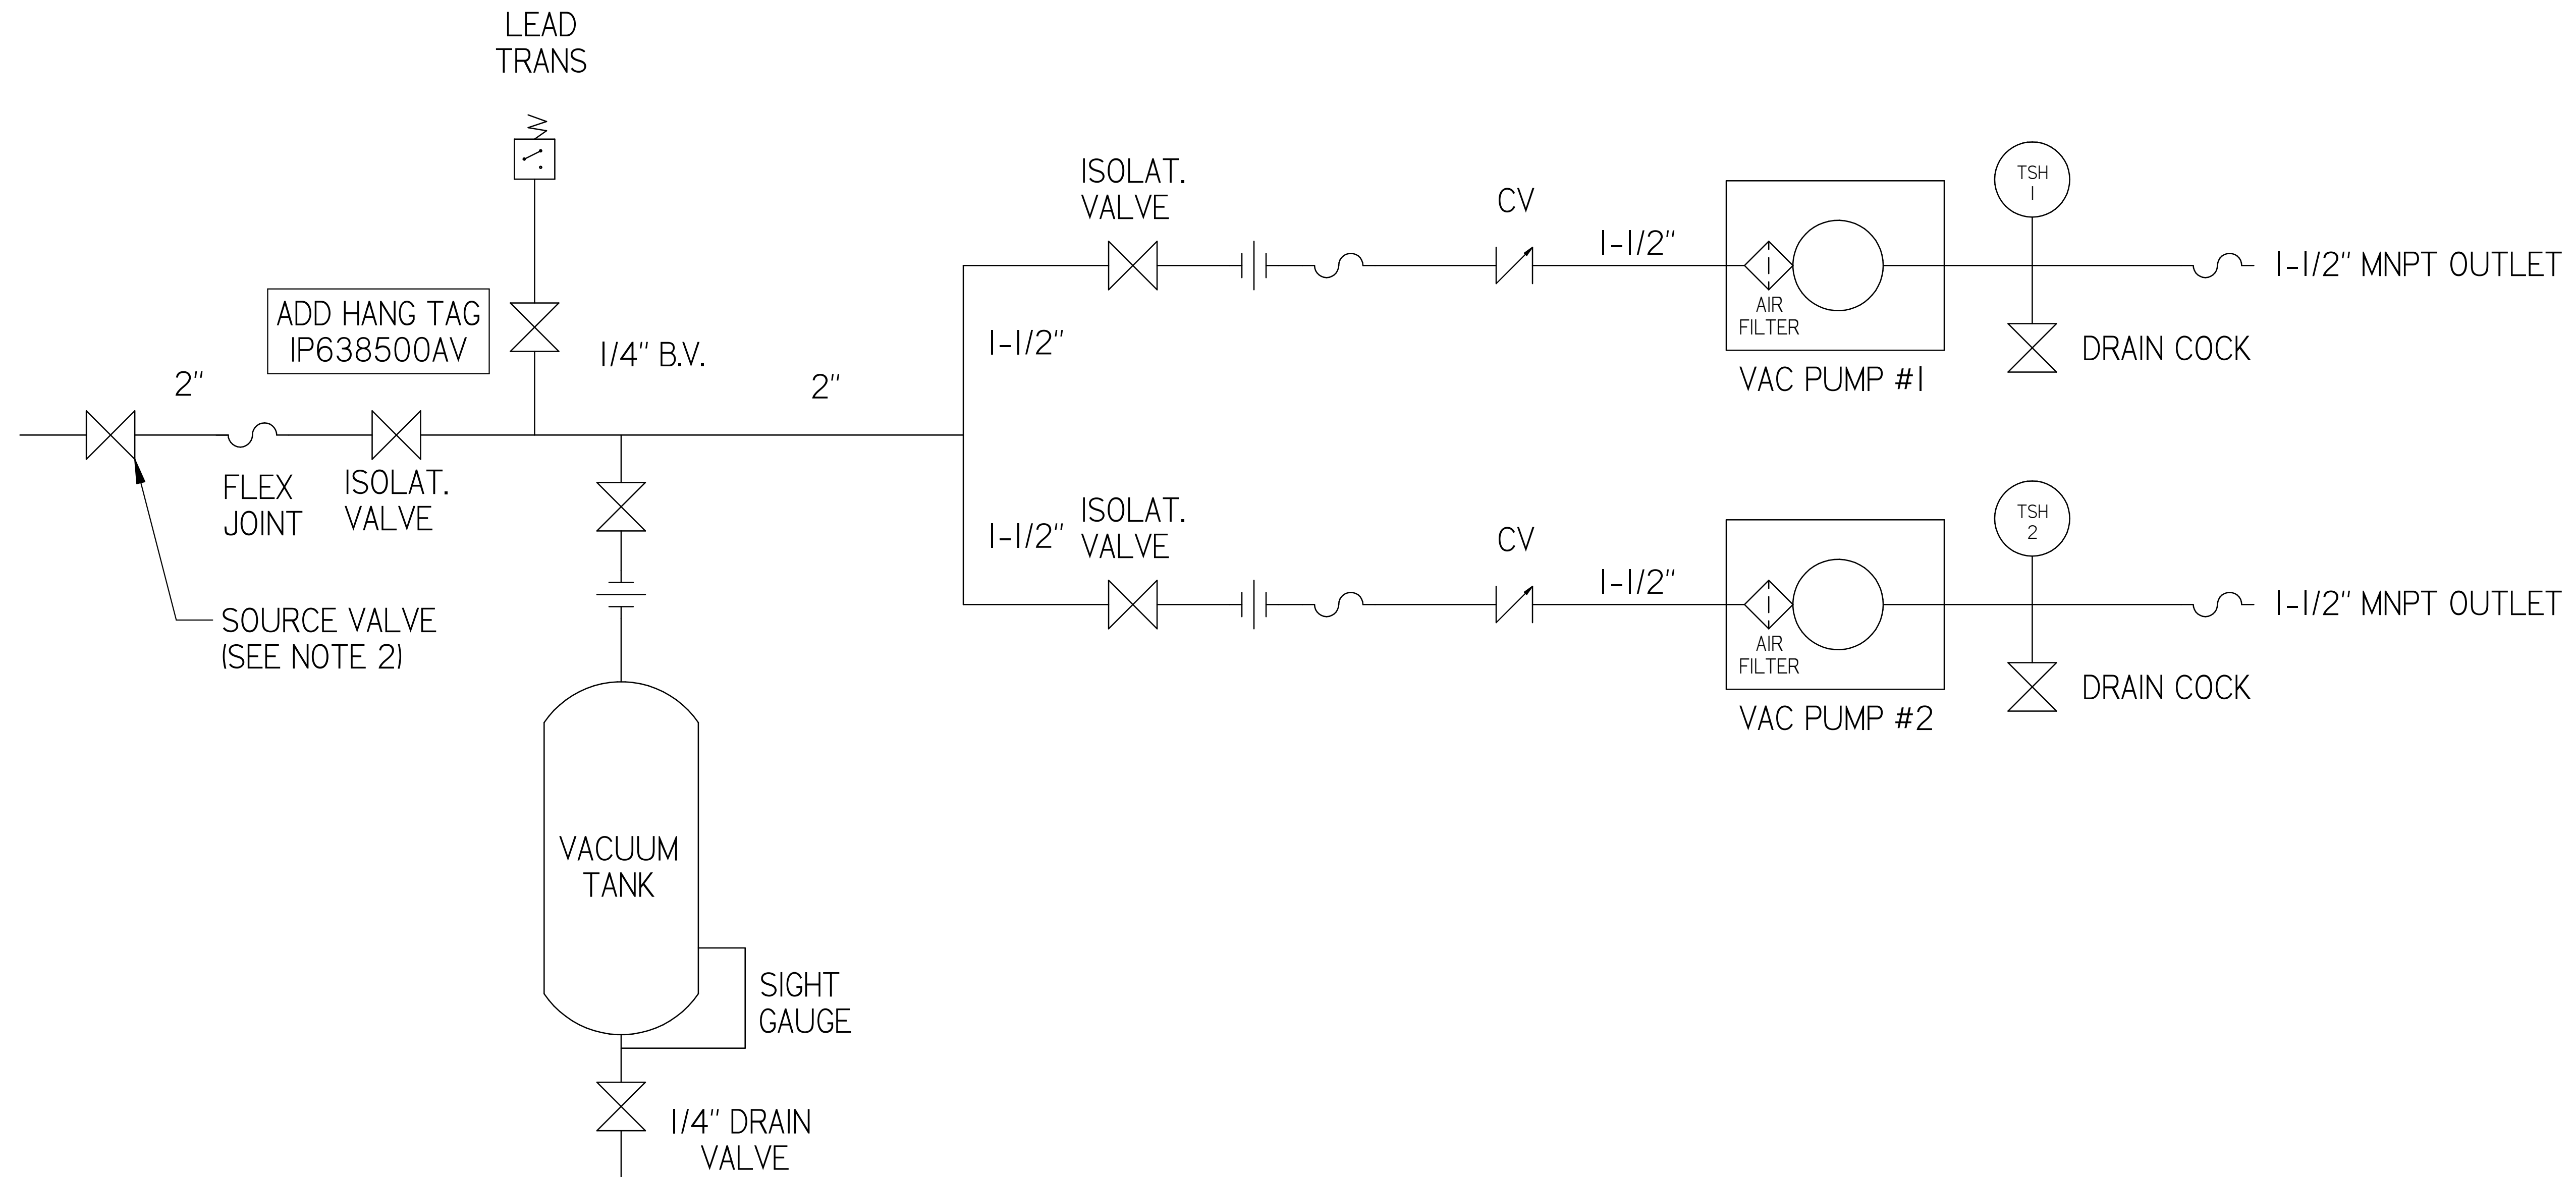 LEAD
TRANS
ISOLAT.
VALVE
CV
1-1/2"
TSH
1
1-1/2" MNPT OUTLET
ADD HANG TAG
IP638500AV
1/4" B.V.
1-1/2"
AIR
FILTER
DRAIN COCK
VAC PUMP #1
2"
2"
FLEX
JOINT
ISOLAT.
VALVE
1-1/2"
ISOLAT.
VALVE
CV
1-1/2"
TSH
2
1-1/2" MNPT OUTLET
SOURCE VALVE
(SEE NOTE 2)
AIR
FILTER
DRAIN COCK
VAC PUMP #2
VACUUM
TANK
SIGHT
GAUGE
1/4" DRAIN
VALVE